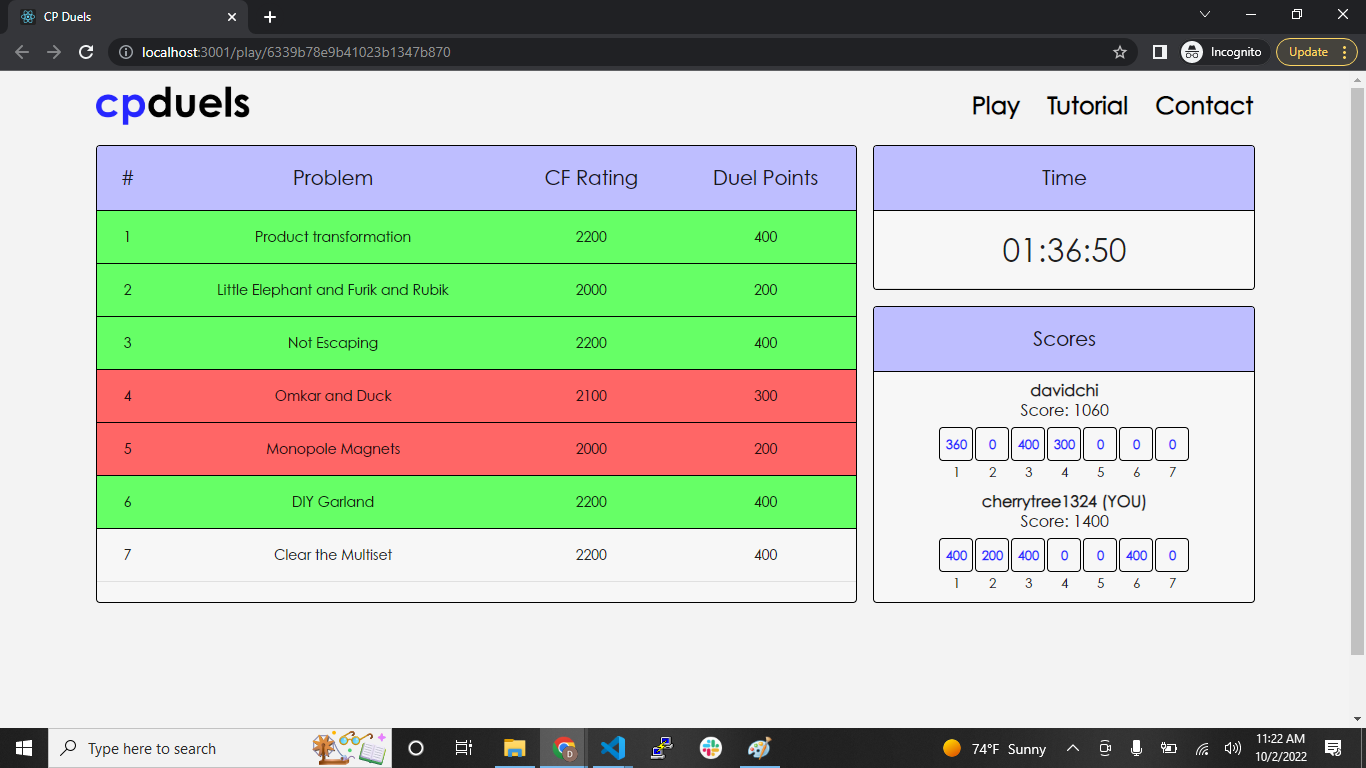 CP Duels
localhost:3001/play/6339b78e9b41023b1347b870
Incognito
Update
cpduels
Play Tutorial Contact
# Problem CF Rating Duel Points
1 Product transformation 2200 400
2 Little Elephant and Furik and Rubik 2000 200
3 Not Escaping 2200 400
4 Omkar and Duck 2100 300
5 Monopole Magnets 2000 200
6 DIY Garland 2200 400
7 Clear the Multiset 2200 400
Time
01:36:50
Scores
davidchi
Score: 1060
360 0 400 300 0 0 0
1 2 3 4 5 6 7
cherrytree1324 (YOU)
Score: 1400
400 200 400 0 0 400 0
1 2 3 4 5 6 7
Type here to search
74°F Sunny
11:22 AM
10/2/2022